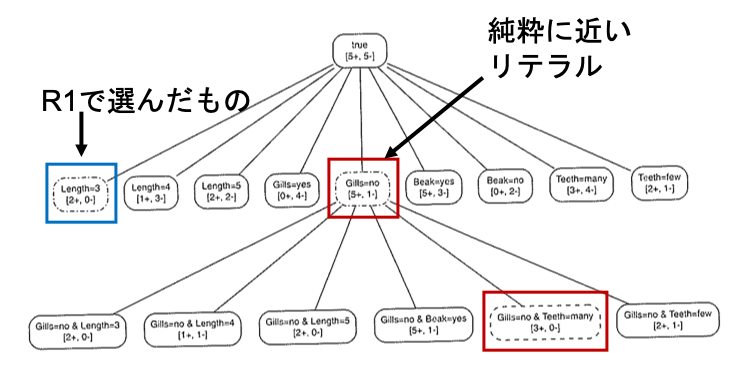 純粋に近い
リテラル
R1で選んだもの
true
[5+, 5-]
Length=3
[2+, 0-]
Length=4
[1+, 3-]
Length=5
[2+, 2-]
Gills=yes
[0+, 4-]
Gills=no
[5+, 1-]
Beak=yes
[5+, 3-]
Beak=no
[0+, 2-]
Teeth=many
[3+, 4-]
Teeth=few
[2+, 1-]
Gills=no & Length=3
[2+, 0-]
Gills=no & Length=4
[1+, 1-]
Gills=no & Length=5
[2+, 0-]
Gills=no & Beak=yes
[5+, 1-]
Gills=no & Teeth=many
[3+, 0-]
Gills=no & Teeth=few
[2+, 1-]